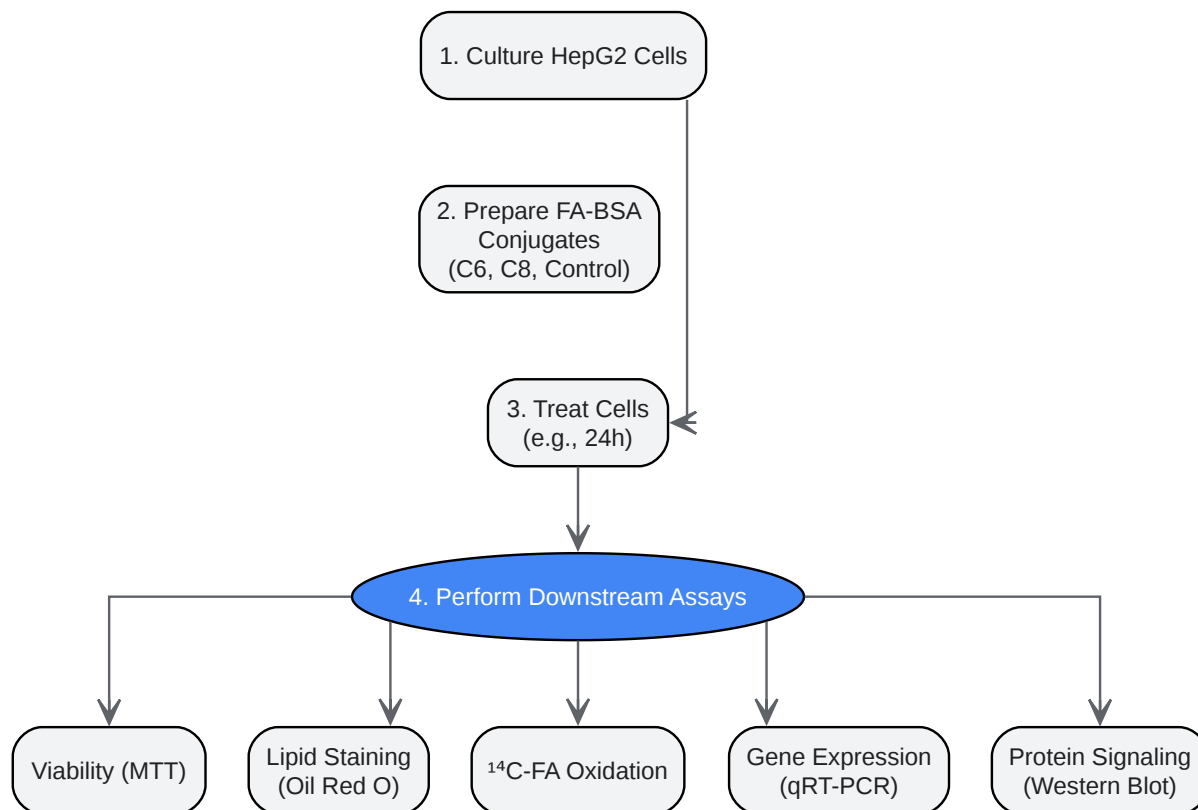 1. Culture HepG2 Cells
2. Prepare FA-BSA
Conjugates
(C6, C8, Control)
3. Treat Cells
(e.g., 24h)
4. Perform Downstream Assays
Viability (MTT)
Lipid Staining
(Oil Red O)
¹⁴C-FA Oxidation
Gene Expression
(qRT-PCR)
Protein Signaling
(Western Blot)